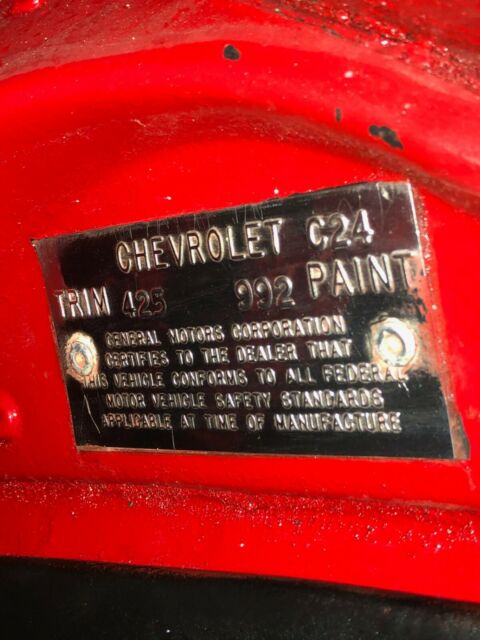 CHEVROLET C24
TRIM 425 992 PAINT
GENERAL MOTORS CORPORATION
CERTIFIES TO THE DEALER THAT
THIS VEHICLE CONFORMS TO ALL FEDERAL
MOTOR VEHICLE SAFETY STANDARDS
APPLICABLE AT TIME OF MANUFACTURE